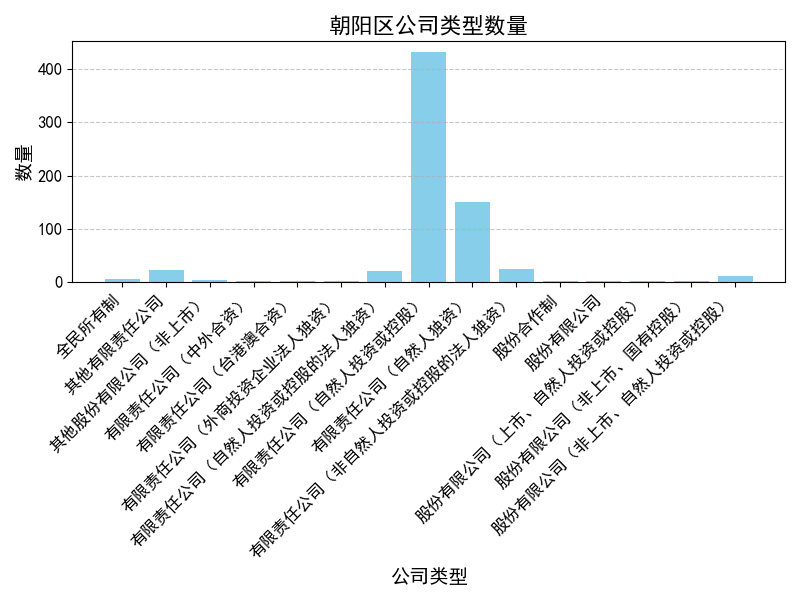 朝阳区公司类型数量
数量
400
300
200
100
0
全民所有制
其他有限责任公司
其他股份有限公司（非上市）
有限责任公司（中外合资）
有限责任公司（台港澳合资）
有限责任公司（外商投资企业法人独资）
有限责任公司（自然人投资或控股的法人独资）
有限责任公司（自然人投资或控股）
有限责任公司（自然人独资）
有限责任公司（非自然人投资或控股的法人独资）
股份合作制
股份有限公司
股份有限公司（上市、自然人投资或控股）
股份有限公司（非上市、国有控股）
股份有限公司（非上市、自然人投资或控股）
公司类型